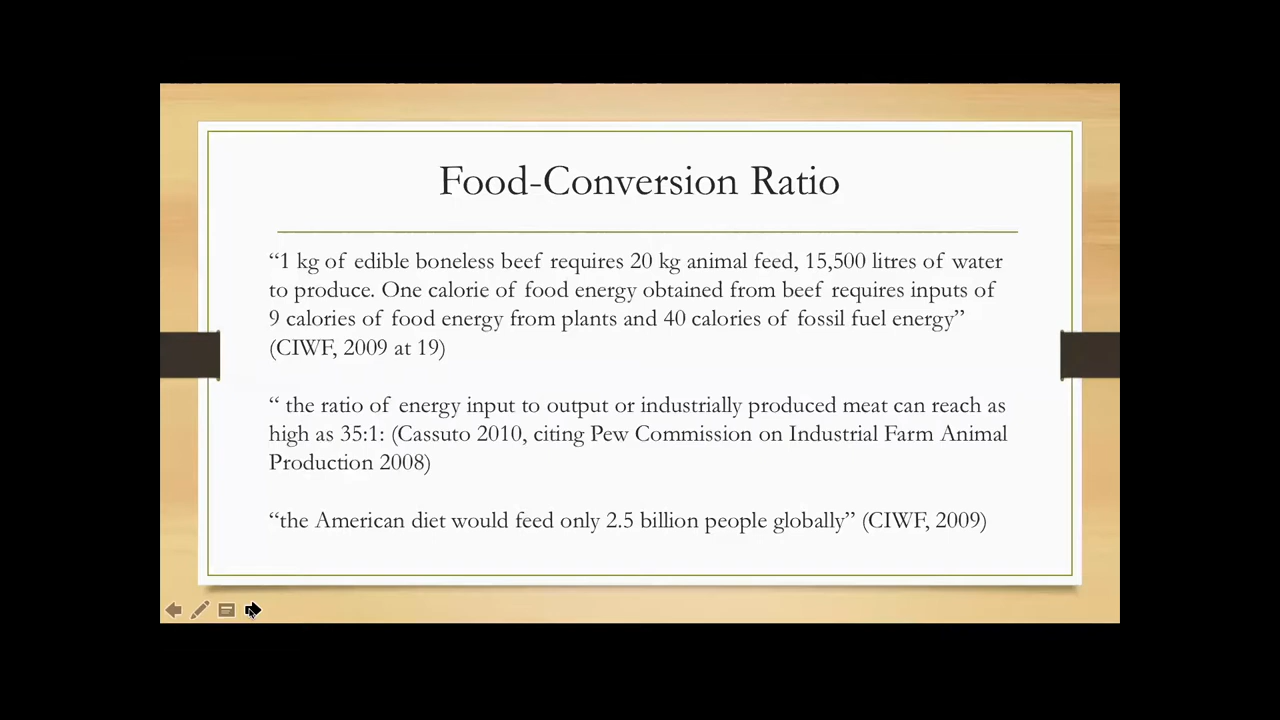 Food-Conversion Ratio
“1 kg of edible boneless beef requires 20 kg animal feed, 15,500 litres of water
to produce. One calorie of food energy obtained from beef requires inputs of
9 calories of food energy from plants and 40 calories of fossil fuel energy”
(CIWF, 2009 at 19)
“ the ratio of energy input to output or industrially produced meat can reach as
high as 35:1: (Cassuto 2010, citing Pew Commission on Industrial Farm Animal
Production 2008)
“the American diet would feed only 2.5 billion people globally” (CIWF, 2009)